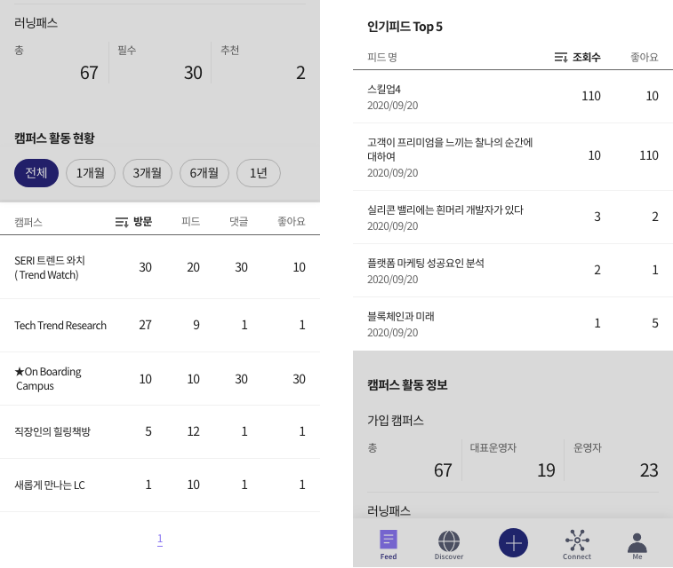 러닝패스
총 필수 추천
67 30 2
캠퍼스 활동 현황
전체 1개월 3개월 6개월 1년
캠퍼스 방문 피드 댓글 좋아요
SERI 트렌드 와치
( Trend Watch)
30 20 30 10
Tech Trend Research 27 9 1 1
★On Boarding
Campus
10 10 30 30
직장인의 힐링책방 5 12 1 1
새롭게 만나는 LC 1 10 1 1
1
인기피드 Top 5
피드 명 조회수 좋아요
스킬업4
2020/09/20
110 10
고객이 프리미엄을 느끼는 찰나의 순간에
대하여
2020/09/20
10 110
실리콘 밸리에는 흰머리 개발자가 있다
2020/09/20
3 2
플랫폼 마케팅 성공요인 분석
2020/09/20
2 1
블록체인과 미래
2020/09/20
1 5
캠퍼스 활동 정보
가입 캠퍼스
총 대표운영자 운영자
67 19 23
러닝패스
Feed Discover Connect Me